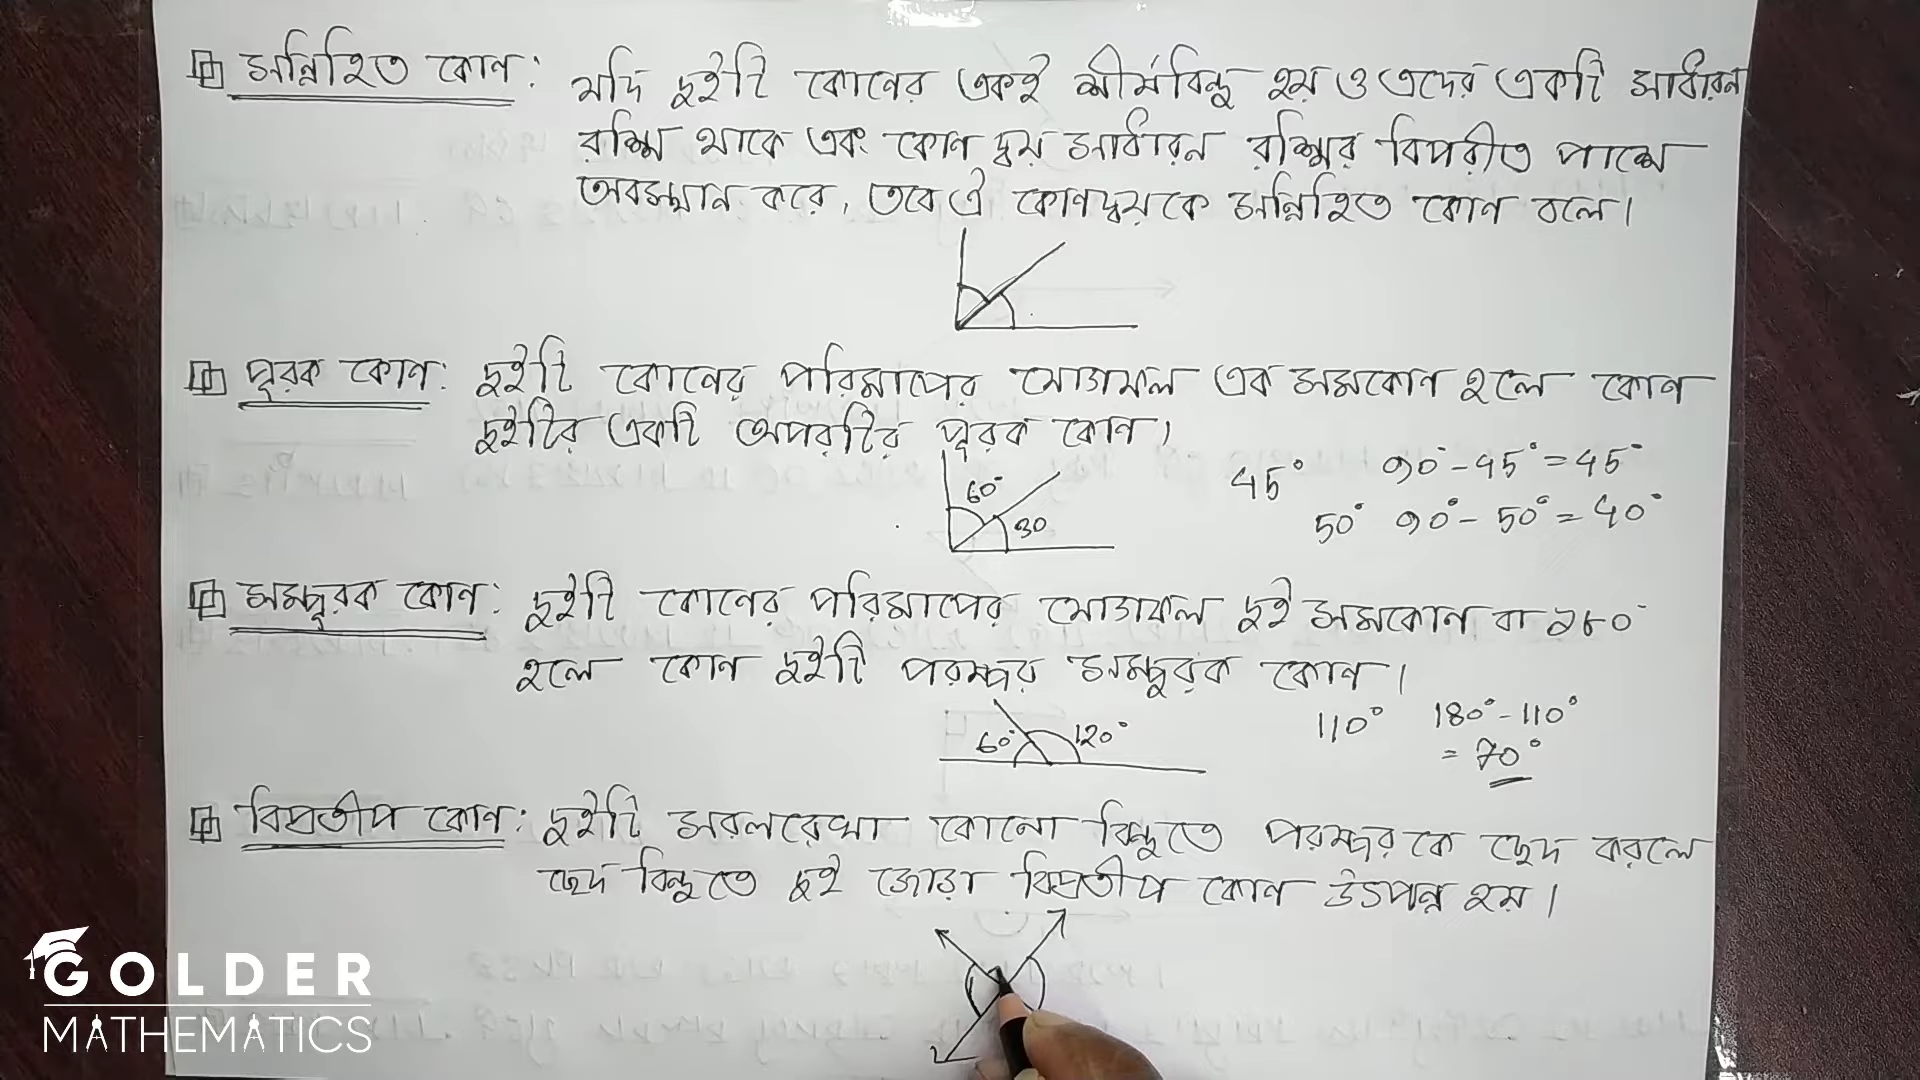 সন্নিহিত কোণ: যদি দুইটি কোনের একই শীর্ষবিন্দু হয় ও এদের একটি সাধারন
রশ্মি থাকে এবং কোণ দ্বয় সাধারন রশ্মির বিপরীত পাশে
অবস্থান করে, তবে ঐ কোণদ্বয়কে সন্নিহিত কোণ বলে।
পূরক কোণ: দুইটি কোনের পরিমাপের যোগফল এক সমকোণ হলে কোণ
দুইটির একটি অপরটির পূরক কোণ।
60°
30
45° 90° - 45° = 45°
50° 90° - 50° = 40°
সম্পূরক কোণ: দুইটি কোনের পরিমাপের যোগফল দুই সমকোণ বা ১৮০°
হলে কোণ দুইটি পরস্পর সম্পূরক কোণ।
60° 120°
110° 180° - 110°
= 70°
বিপ্রতীপ কোণ: দুইটি সরলরেখা কোনো বিন্দুতে পরস্পরকে ছেদ করলে
ছেদ বিন্দুতে দুই জোড়া বিপ্রতীপ কোণ উৎপন্ন হয়।
GOLDER
MATHEMATICS